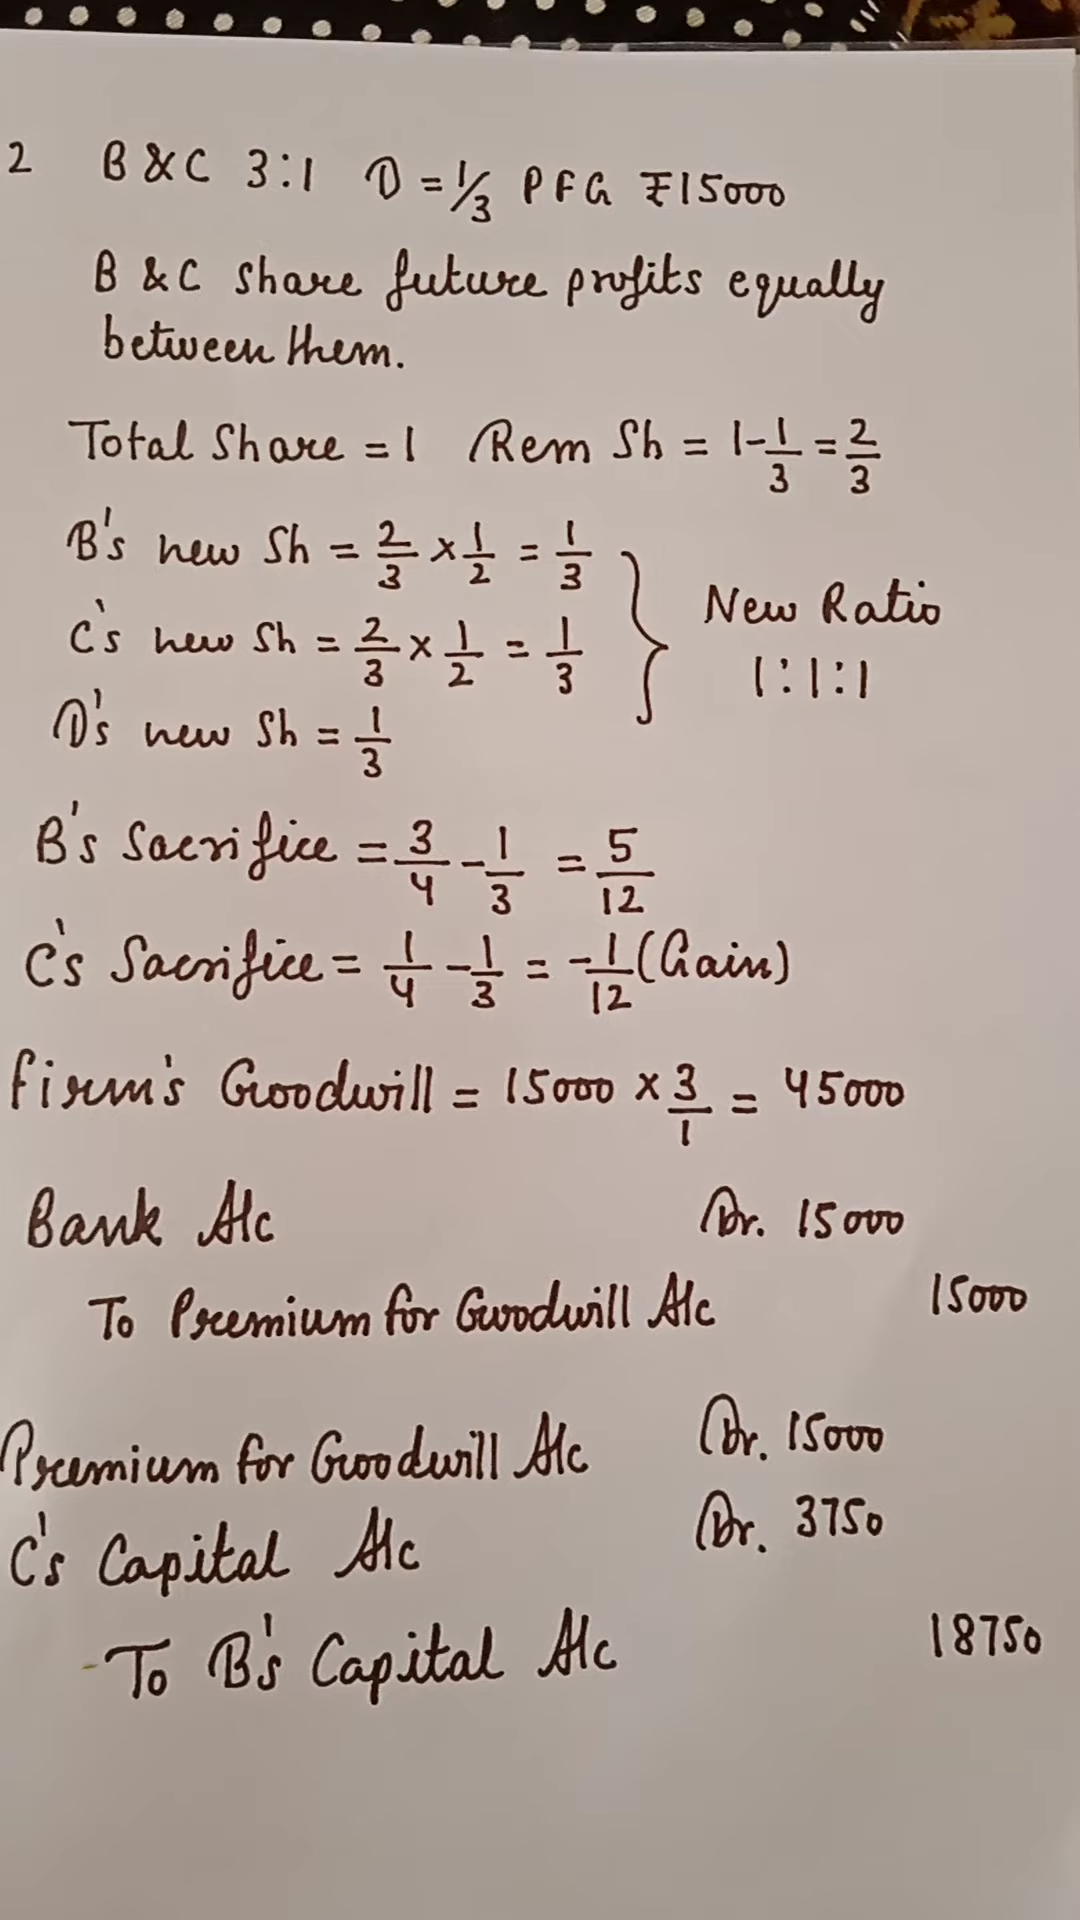 2 B & C 3:1 D = 1/3 PFG ₹15000
B & C share future profits equally
between them.
Total Share = 1 Rem Sh = 1 - 1/3 = 2/3
B's new Sh = 2/3 × 1/2 = 1/3
C's new Sh = 2/3 × 1/2 = 1/3
D's new Sh = 1/3
New Ratio
1:1:1
B's Sacrifice = 3/4 - 1/3 = 5/12
C's Sacrifice = 1/4 - 1/3 = -1/12 (Gain)
Firm's Goodwill = 15000 × 3/1 = 45000
Bank A/c Dr. 15000
To Premium for Goodwill A/c 15000
Premium for Goodwill A/c Dr. 15000
C's Capital A/c Dr. 3750
To B's Capital A/c 18750